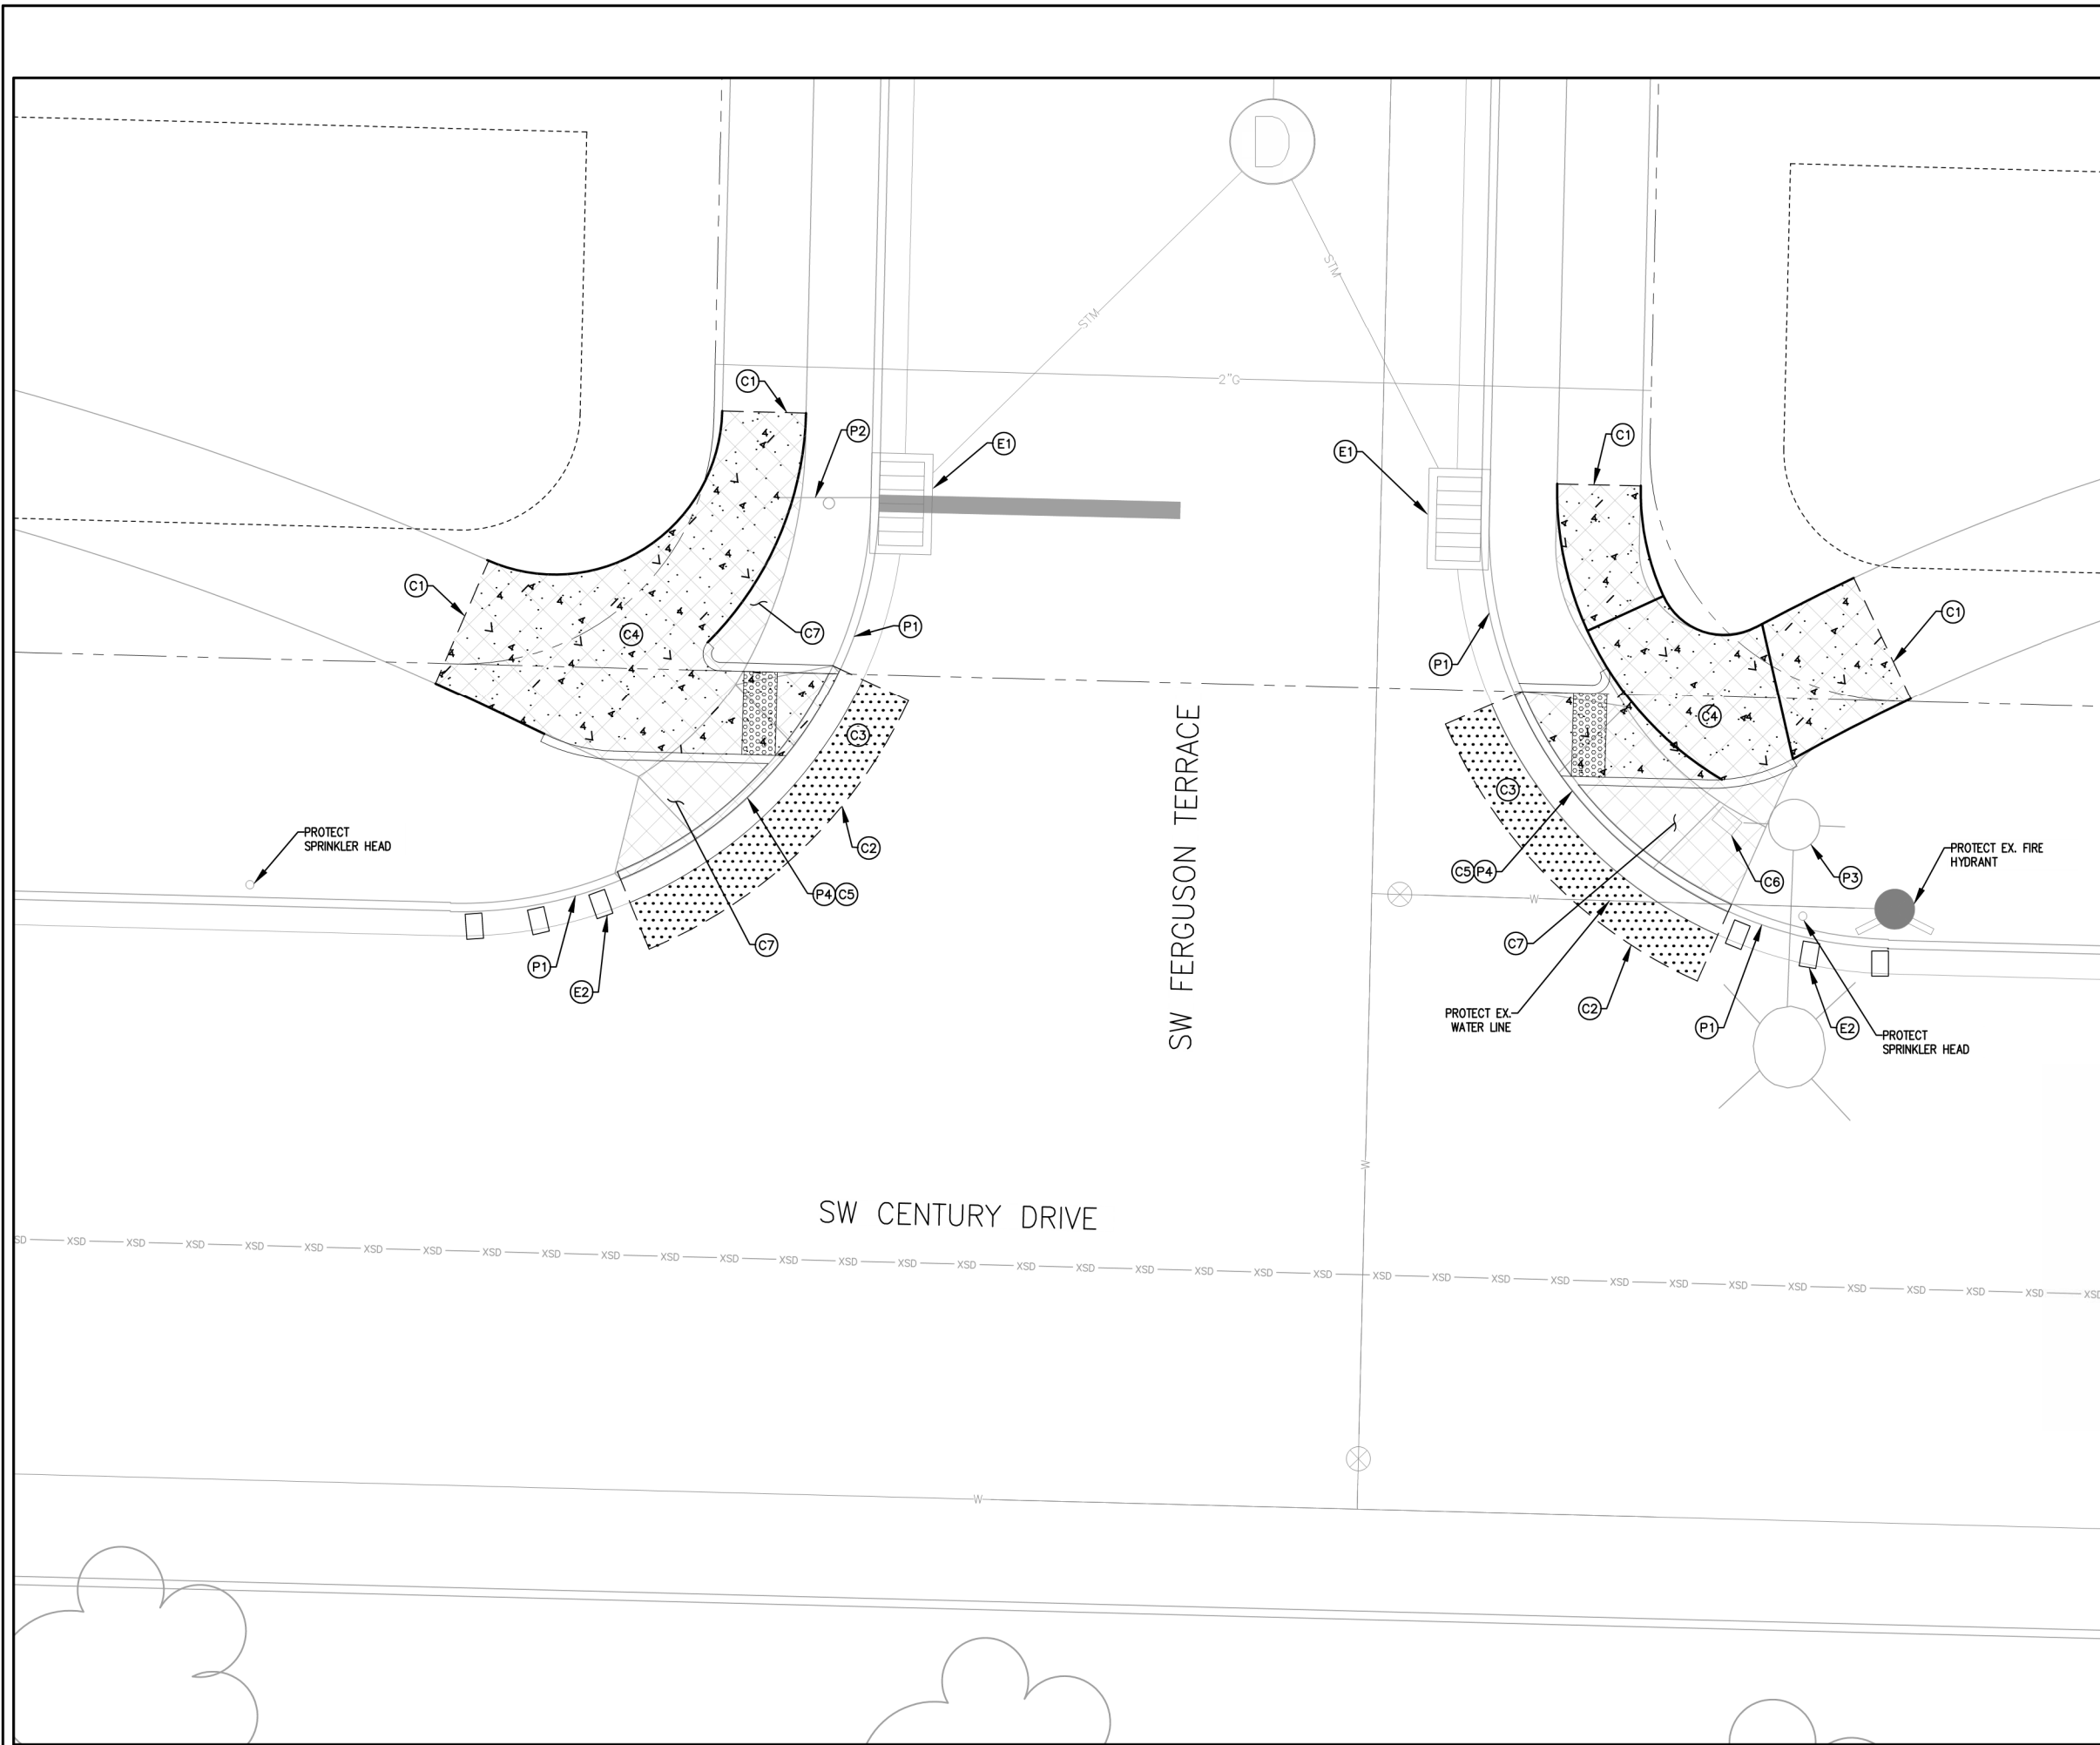 D
STM
STM
2"G
C1
P2
E1
E1
C1
C1
C4
C7
P1
C1
P1
C4
C3
C3
SW FERGUSON TERRACE
PROTECT
SPRINKLER HEAD
C2
P4 C5
C7
P1
E2
C5 P4
C7
C6
P3
PROTECT EX. FIRE
HYDRANT
W
PROTECT EX.
WATER LINE
C2
P1
E2
PROTECT
SPRINKLER HEAD
W
SW CENTURY DRIVE
SD XSD XSD XSD XSD XSD XSD XSD XSD XSD XSD XSD XSD XSD XSD XSD XSD XSD XSD XSD XSD XSD XSD XSD XSD XSD XSD XSD XSD XSD XSD XSD XSD XSD XSD XSD
W